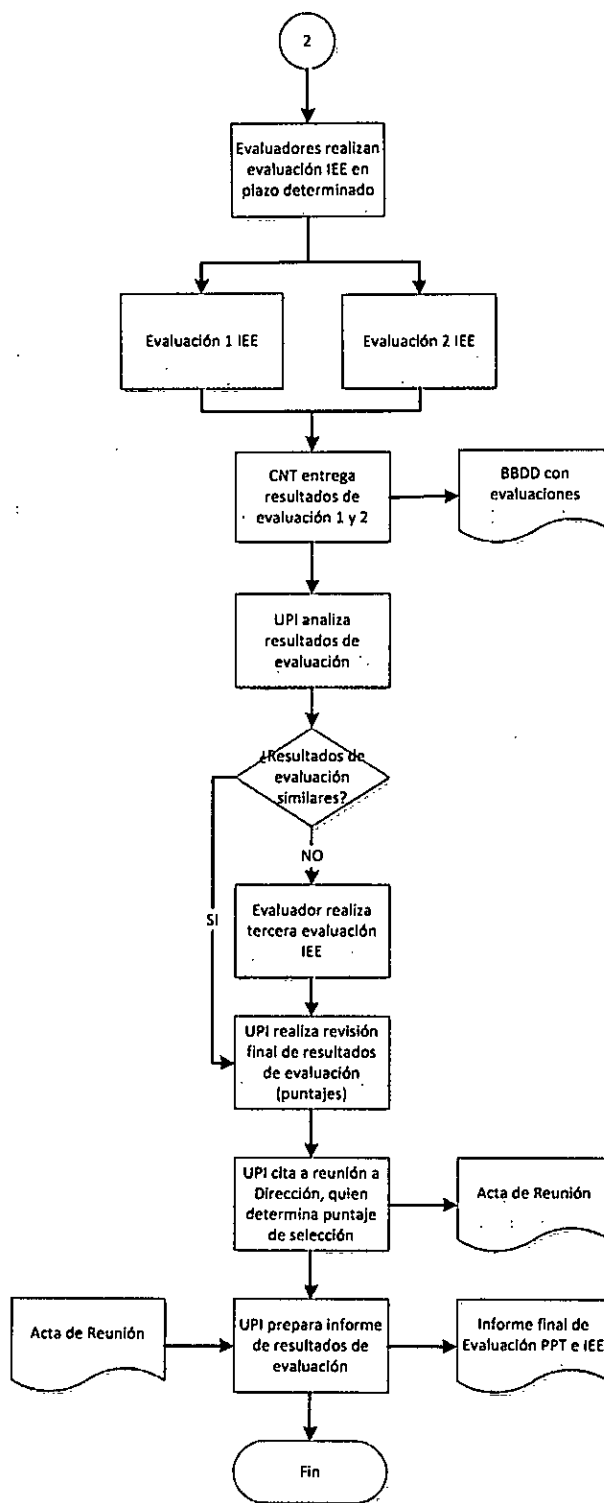 2
Evaluadores realizan
evaluación IEE en
plazo determinado
Evaluación 1 IEE
Evaluación 2 IEE
CNT entrega
resultados de
evaluación 1 y 2
BBDD con
evaluaciones
UPI analiza
resultados de
evaluación
¿Resultados de
evaluación
similares?
NO
SI
Evaluador realiza
tercera evaluación
IEE
UPI realiza revisión
final de resultados
de evaluación
(puntajes)
UPI cita a reunión a
Dirección, quien
determina puntaje
de selección
Acta de Reunión
Acta de Reunión
UPI prepara informe
de resultados de
evaluación
Informe final de
Evaluación PPT e IEE
Fin